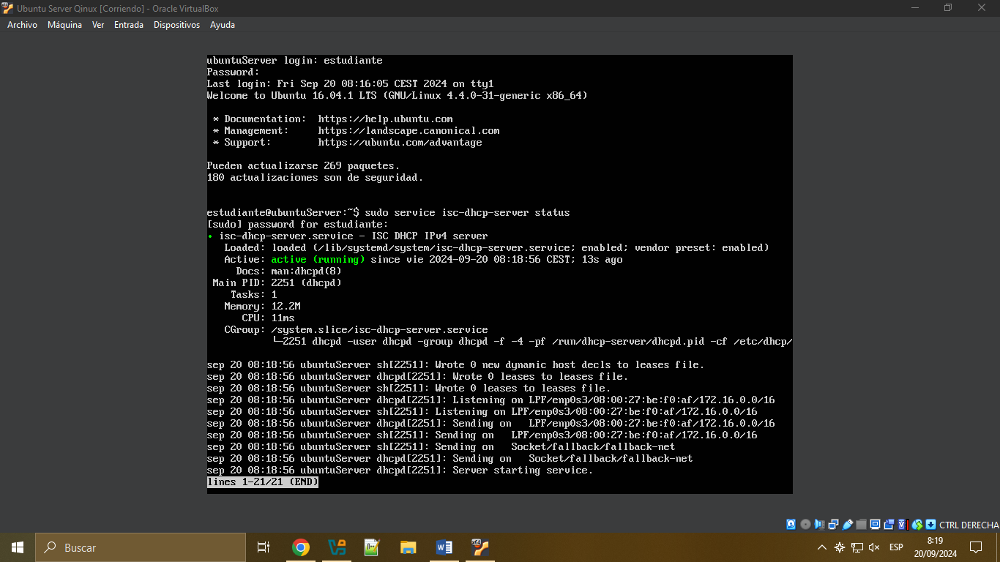 Ubuntu Server Qinux [Corriendo] - Oracle VirtualBox
Archivo Máquina Ver Entrada Dispositivos Ayuda
ubuntuServer login: estudiante
Password:
Last login: Fri Sep 20 08:16:05 CEST 2024 on tty1
Welcome to Ubuntu 16.04.1 LTS (GNU/Linux 4.4.0-31-generic x86_64)
* Documentation: https://help.ubuntu.com
* Management: https://landscape.canonical.com
* Support: https://ubuntu.com/advantage
Pueden actualizarse 269 paquetes.
180 actualizaciones son de seguridad.
estudiante@ubuntuServer:~$ sudo service isc-dhcp-server status
[sudo] password for estudiante:
• isc-dhcp-server.service - ISC DHCP IPv4 server
Loaded: loaded (/lib/systemd/system/isc-dhcp-server.service; enabled; vendor preset: enabled)
Active: active (running) since vie 2024-09-20 08:18:56 CEST; 13s ago
Docs: man:dhcpd(8)
Main PID: 2251 (dhcpd)
Tasks: 1
Memory: 12.2M
CPU: 11ms
CGroup: /system.slice/isc-dhcp-server.service
└─2251 dhcpd -user dhcpd -group dhcpd -f -4 -pf /run/dhcp-server/dhcpd.pid -cf /etc/dhcp/
sep 20 08:18:56 ubuntuServer sh[2251]: Wrote 0 new dynamic host decls to leases file.
sep 20 08:18:56 ubuntuServer dhcpd[2251]: Wrote 0 leases to leases file.
sep 20 08:18:56 ubuntuServer sh[2251]: Wrote 0 leases to leases file.
sep 20 08:18:56 ubuntuServer dhcpd[2251]: Listening on LPF/enp0s3/08:00:27:be:f0:af/172.16.0.0/16
sep 20 08:18:56 ubuntuServer sh[2251]: Listening on LPF/enp0s3/08:00:27:be:f0:af/172.16.0.0/16
sep 20 08:18:56 ubuntuServer dhcpd[2251]: Sending on   LPF/enp0s3/08:00:27:be:f0:af/172.16.0.0/16
sep 20 08:18:56 ubuntuServer sh[2251]: Sending on   LPF/enp0s3/08:00:27:be:f0:af/172.16.0.0/16
sep 20 08:18:56 ubuntuServer sh[2251]: Sending on   Socket/fallback/fallback-net
sep 20 08:18:56 ubuntuServer dhcpd[2251]: Sending on   Socket/fallback/fallback-net
sep 20 08:18:56 ubuntuServer dhcpd[2251]: Server starting service.
lines 1-21/21 (END)
CTRL DERECHA
Buscar
ESP
8:19
20/09/2024